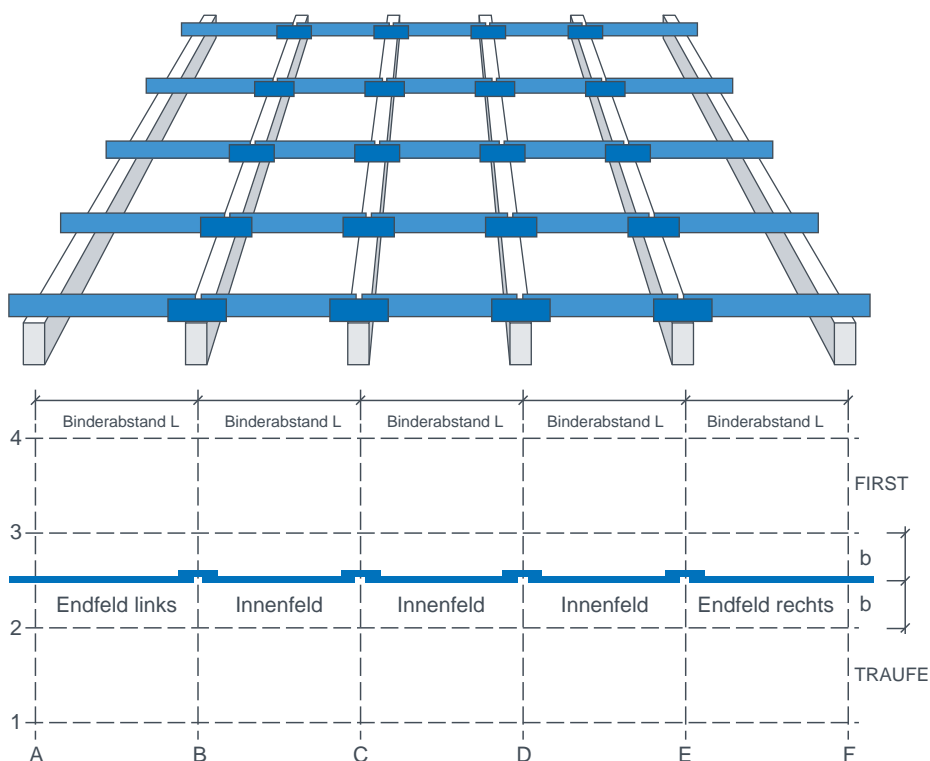 Binderabstand L Binderabstand L Binderabstand L Binderabstand L Binderabstand L
4
FIRST
3
b
Endfeld links Innenfeld Innenfeld Innenfeld Endfeld rechts b
2
TRAUFE
1
A B C D E F